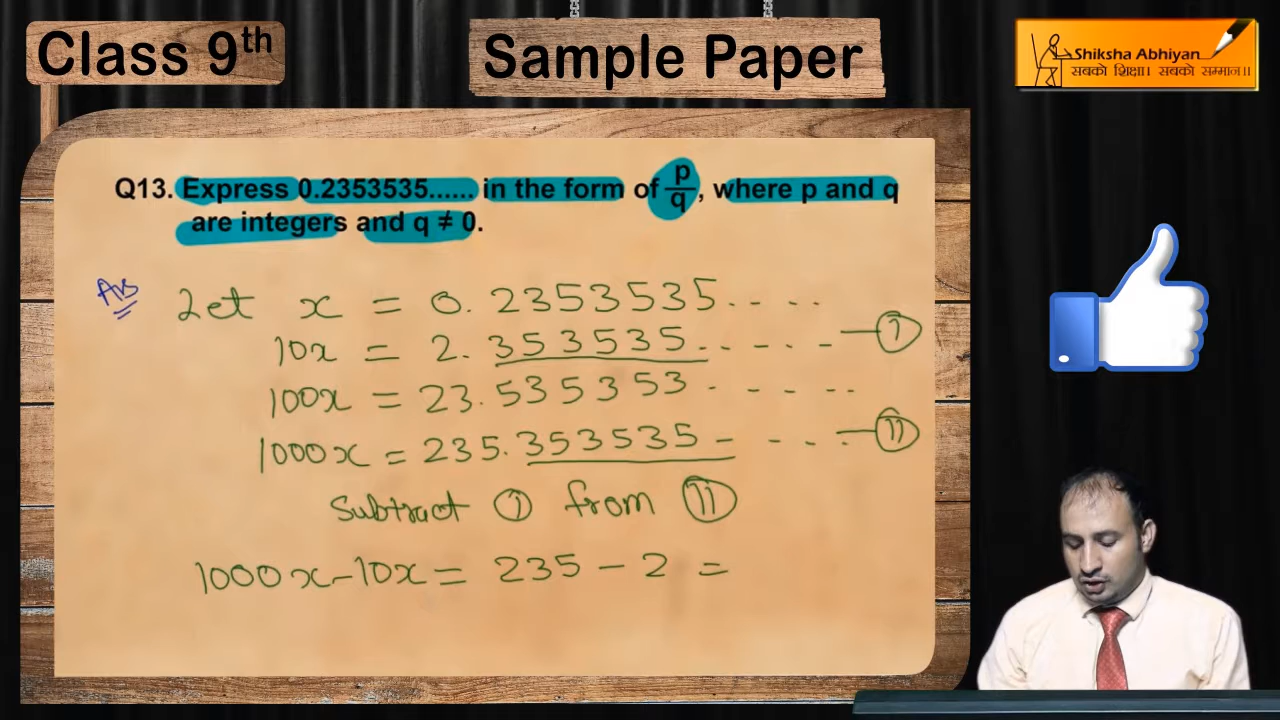 Class 9th
Sample Paper
Shiksha Abhiyan
सबको शिक्षा।। सबको सम्मान।।
Q13. Express 0.2353535...... in the form of p/q, where p and q
are integers and q ≠ 0.
Ans
Let x = 0.2353535....
10x = 2.353535..---- — (i)
100x = 23.5353 53 . - - - --
1000x = 235.353535 - - - - — (ii)
Subtract (i) from (ii)
1000x-10x = 235 - 2 =